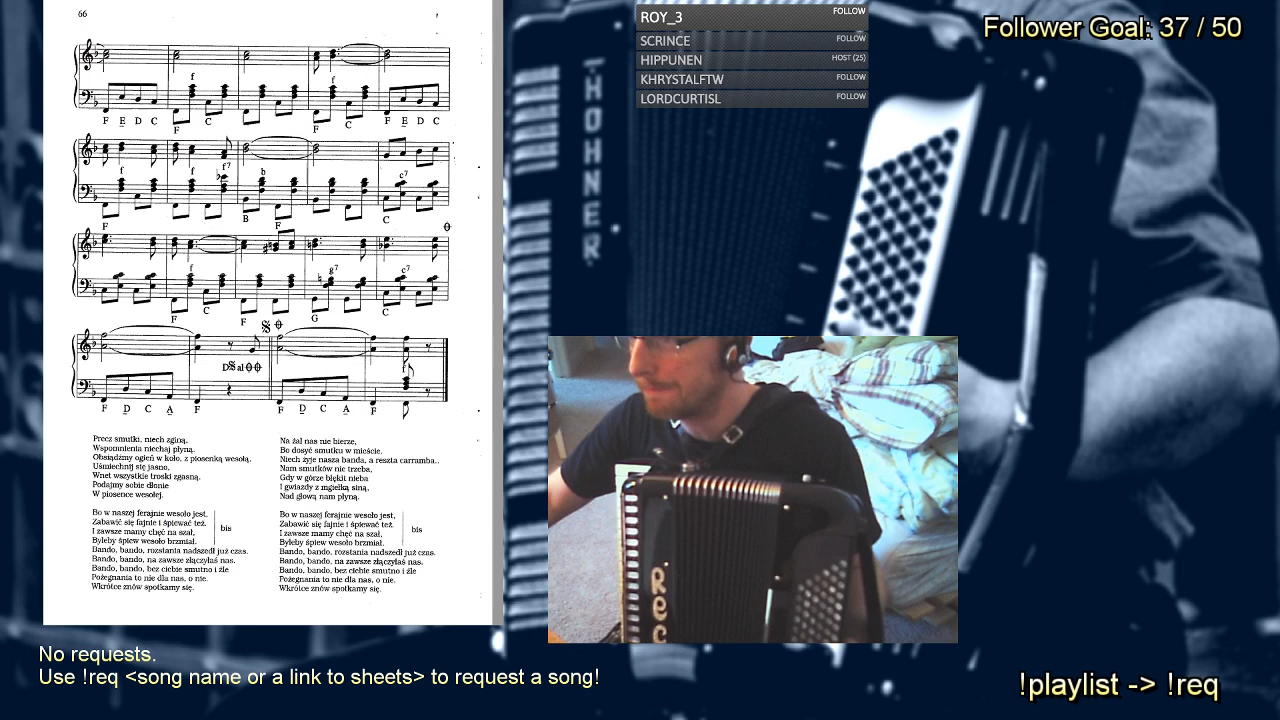 66
F E D C F C F C F E D C
F B F C
F C F G C
D.S. al
F D C A F F D C A F
Precz smutki, niech zginą.
Wspomnienia niechaj płyną.
Obsiądźmy ogień w koło, z piosenką wesołą.
Uśmiechnij się jasno,
Wnet wszystkie troski zgasną.
Podajmy sobie dłonie
W piosence wesołej.
Bo w naszej ferajnie wesoło jest,
Zabawić się fajnie i śpiewać też.
I zawsze mamy chęć na szał,
Byleby śpiew wesoło brzmiał.
bis
Bando, bando, rozstania nadszedł już czas.
Bando, bando, na zawsze złączyłaś nas.
Bando, bando, bez ciebie smutno i źle
Pożegnania to nie dla nas, o nie.
Wkrótce znów spotkamy się.
Na żal nas nie bierze,
Bo dosyć smutku w mieście.
Niech żyje nasza banda, a reszta carramba..
Nam smutków nie trzeba,
Gdy w górze błękit nieba
I gwiazdy z mgiełką siną,
Nad głową nam płyną.
Bo w naszej ferajnie wesoło jest,
Zabawić się fajnie i śpiewać też.
I zawsze mamy chęć na szał,
Byleby śpiew wesoło brzmiał.
bis
Bando, bando, rozstania nadszedł już czas.
Bando, bando, na zawsze złączyłaś nas.
Bando, bando, bez ciebie smutno i źle
Pożegnania to nie dla nas, o nie.
Wkrótce znów spotkamy się.
HOHNER
ROY_3 FOLLOW
SCRINCE FOLLOW
HIPPUNEN HOST (25)
KHRYSTALFTW FOLLOW
LORDCURTISL FOLLOW
Follower Goal: 37 / 50
No requests.
Use !req <song name or a link to sheets> to request a song!
!playlist -> !req